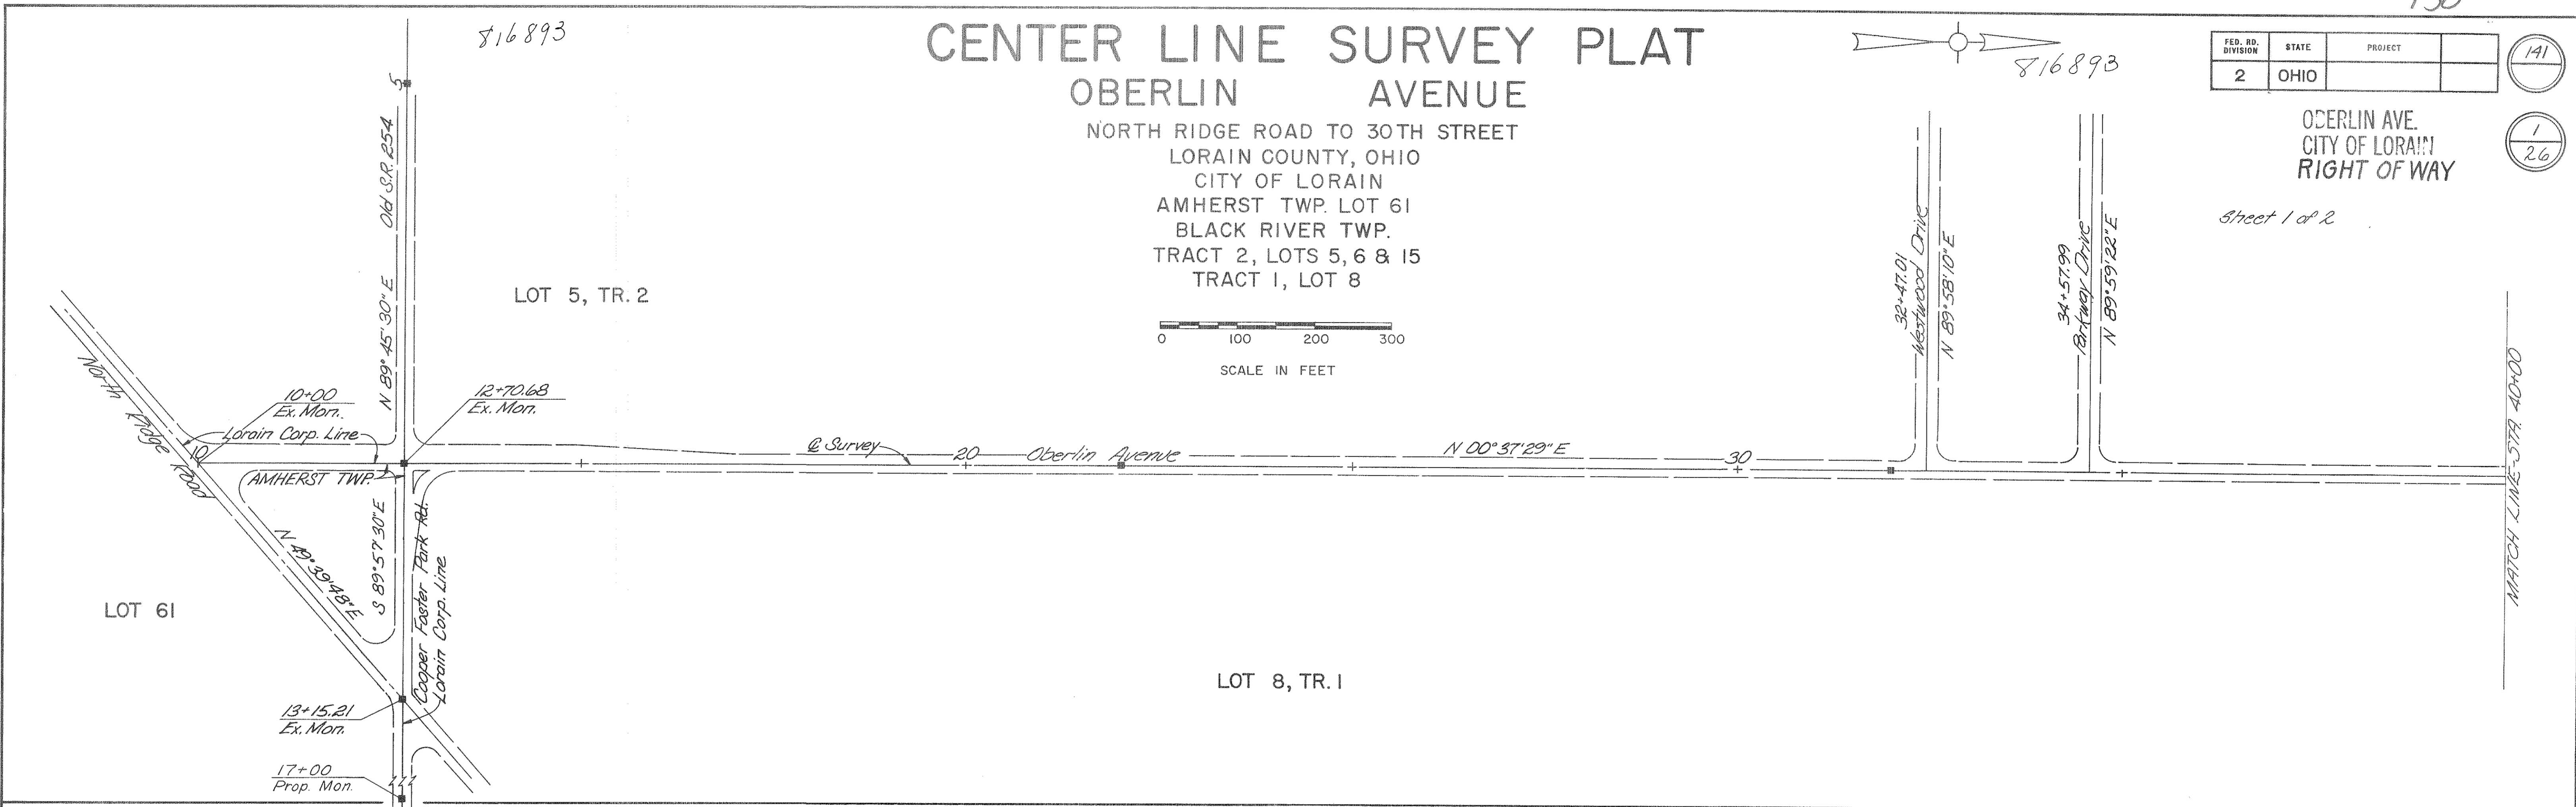 816893
CENTER LINE SURVEY PLAT
OBERLIN AVENUE
NORTH RIDGE ROAD TO 30TH STREET
LORAIN COUNTY, OHIO
CITY OF LORAIN
AMHERST TWP. LOT 61
BLACK RIVER TWP.
TRACT 2, LOTS 5, 6 & 15
TRACT 1, LOT 8
0 100 200 300
SCALE IN FEET
816893
FED. RD. DIVISION STATE PROJECT
2 OHIO
141
OBERLIN AVE.
CITY OF LORAIN
RIGHT OF WAY
1
26
Sheet 1 of 2
5
Old S.R. 254
N 89° 45' 30" E
LOT 5, TR. 2
North Ridge Road
10+00
Ex. Mon.
12+70.68
Ex. Mon.
Lorain Corp. Line
10
AMHERST TWP.
℄ Survey
20
Oberlin Avenue
N 00° 37' 29" E
30
32+47.01
Westwood Drive
N 89° 58' 10" E
34+57.99
Parkway Drive
N 89° 59' 22" E
MATCH LINE-STA. 40+00
N 49° 39' 48" E
S 89° 57' 30" E
Cooper Foster Park Rd.
Lorain Corp. Line
LOT 61
LOT 8, TR. 1
13+15.21
Ex. Mon.
17+00
Prop. Mon.